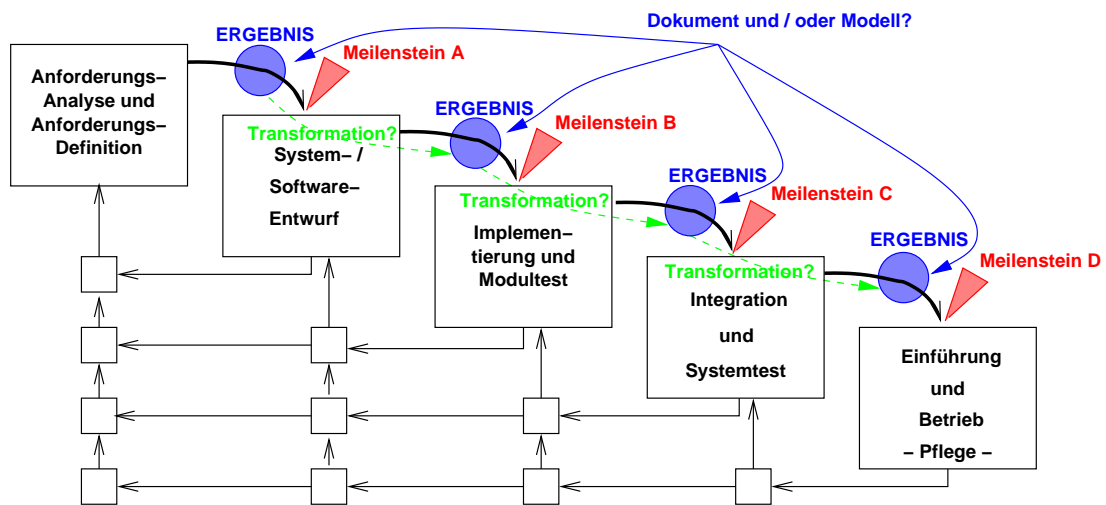 Dokument und / oder Modell?
ERGEBNIS
Meilenstein A
Anforderungs–
Analyse und
Anforderungs–
Definition
ERGEBNIS
Meilenstein B
Transformation?
System– /
Software–
Entwurf
ERGEBNIS
Meilenstein C
Transformation?
Implemen–
tierung und
Modultest
ERGEBNIS
Meilenstein D
Transformation?
Integration
und
Systemtest
Einführung
und
Betrieb
– Pflege –